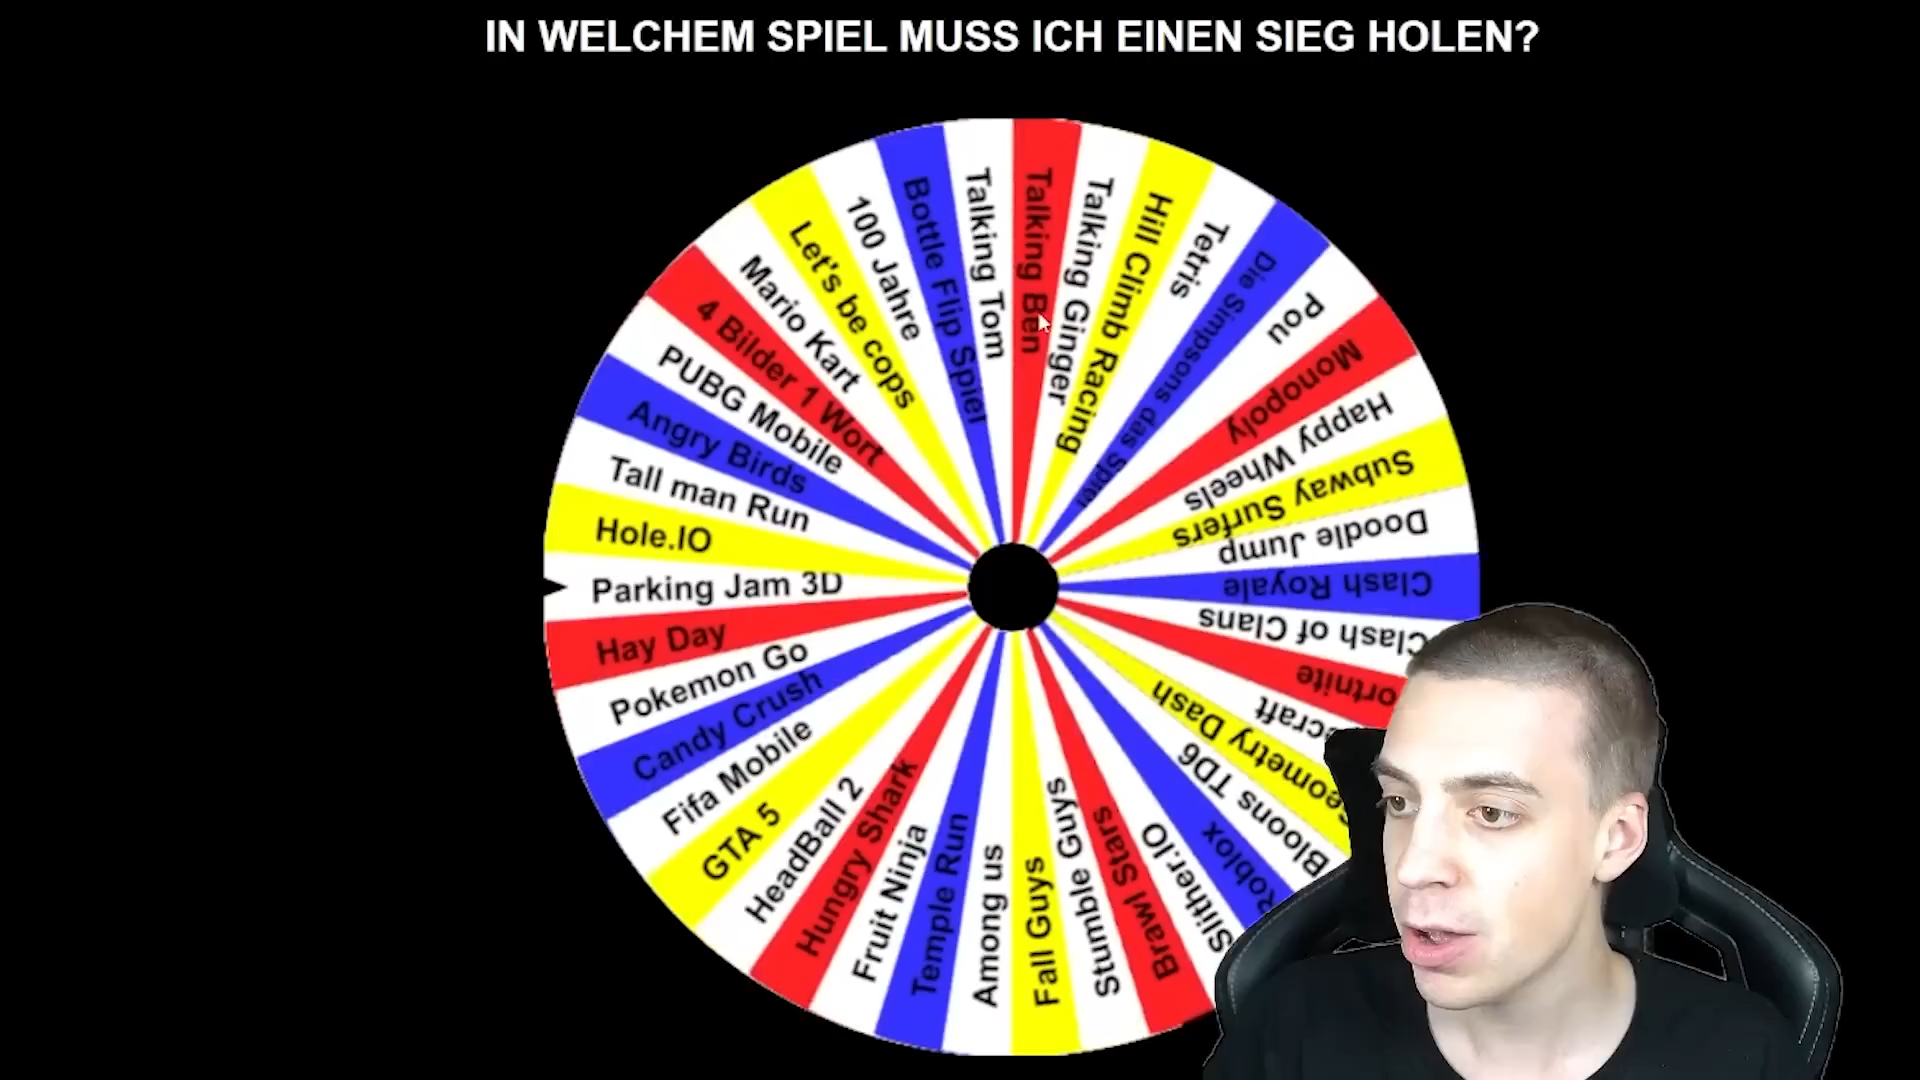 IN WELCHEM SPIEL MUSS ICH EINEN SIEG HOLEN?
Talking Ben
Talking Ginger
Hill Climb Racing
Tetris
Die Simpsons das Spiel
Pou
Monopoly
Happy Wheels
Subway Surfers
Doodle Jump
Clash Royale
Clash of Clans
ortnite
ecraft
eometry Dash
Bloons TD6
Roblox
Slither.IO
Brawl Stars
Stumble Guys
Fall Guys
Among us
Temple Run
Fruit Ninja
Hungry Shark
HeadBall 2
GTA 5
Fifa Mobile
Candy Crush
Pokemon Go
Hay Day
Parking Jam 3D
Hole.IO
Tall man Run
Angry Birds
PUBG Mobile
4 Bilder 1 Wort
Mario Kart
Let's be cops
100 Jahre
Bottle Flip Spiel
Talking Tom